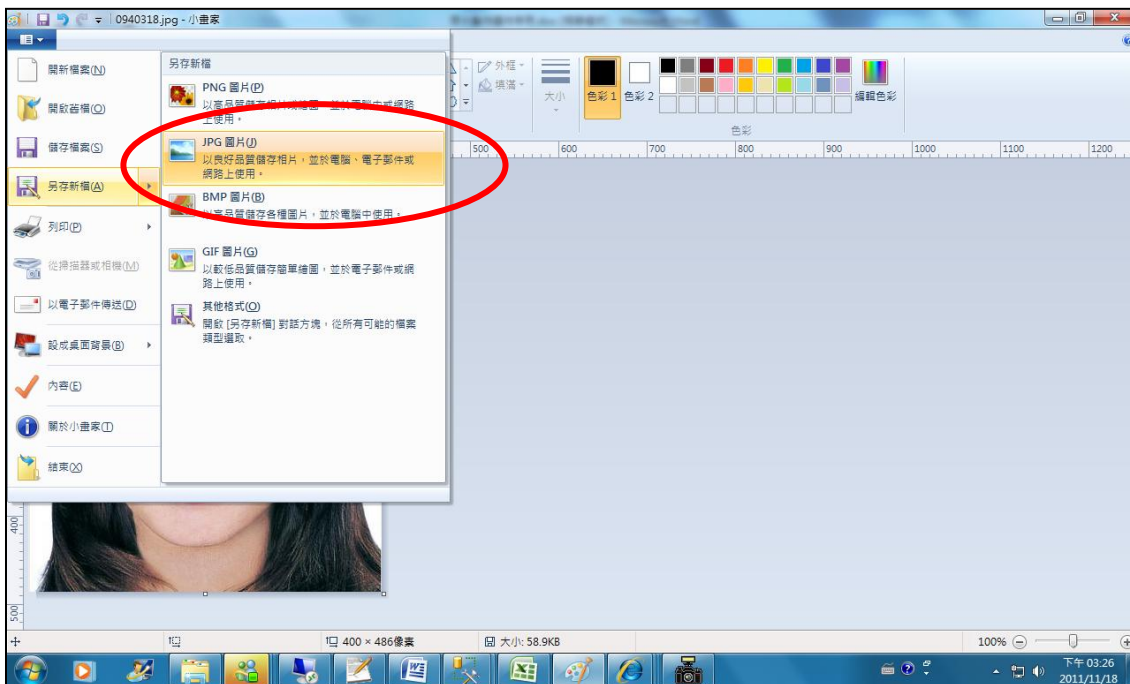 0940318.jpg - 小畫家
開新檔案(N)
開啟舊檔(O)
儲存檔案(S)
另存新檔(A)
列印(P)
從掃描器或相機(M)
以電子郵件傳送(D)
設成桌面背景(B)
內容(E)
關於小畫家(T)
結束(X)
另存新檔
PNG 圖片(P)
以高品質儲存相片或繪圖，並於電腦中或網路
上使用。
JPG 圖片(J)
以良好品質儲存相片，並於電腦、電子郵件或
網路上使用。
BMP 圖片(B)
以高品質儲存各種圖片，並於電腦中使用。
GIF 圖片(G)
以較低品質儲存簡單繪圖，並於電子郵件或網
路上使用。
其他格式(O)
開啟 [另存新檔] 對話方塊，從所有可能的檔案
類型選取。
外框
填滿
大小
色彩 1
色彩 2
編輯色彩
色彩
500 600 700 800 900 1000 1100 1200
400
500
400 × 486像素
大小: 58.9KB
100%
下午 03:26
2011/11/18